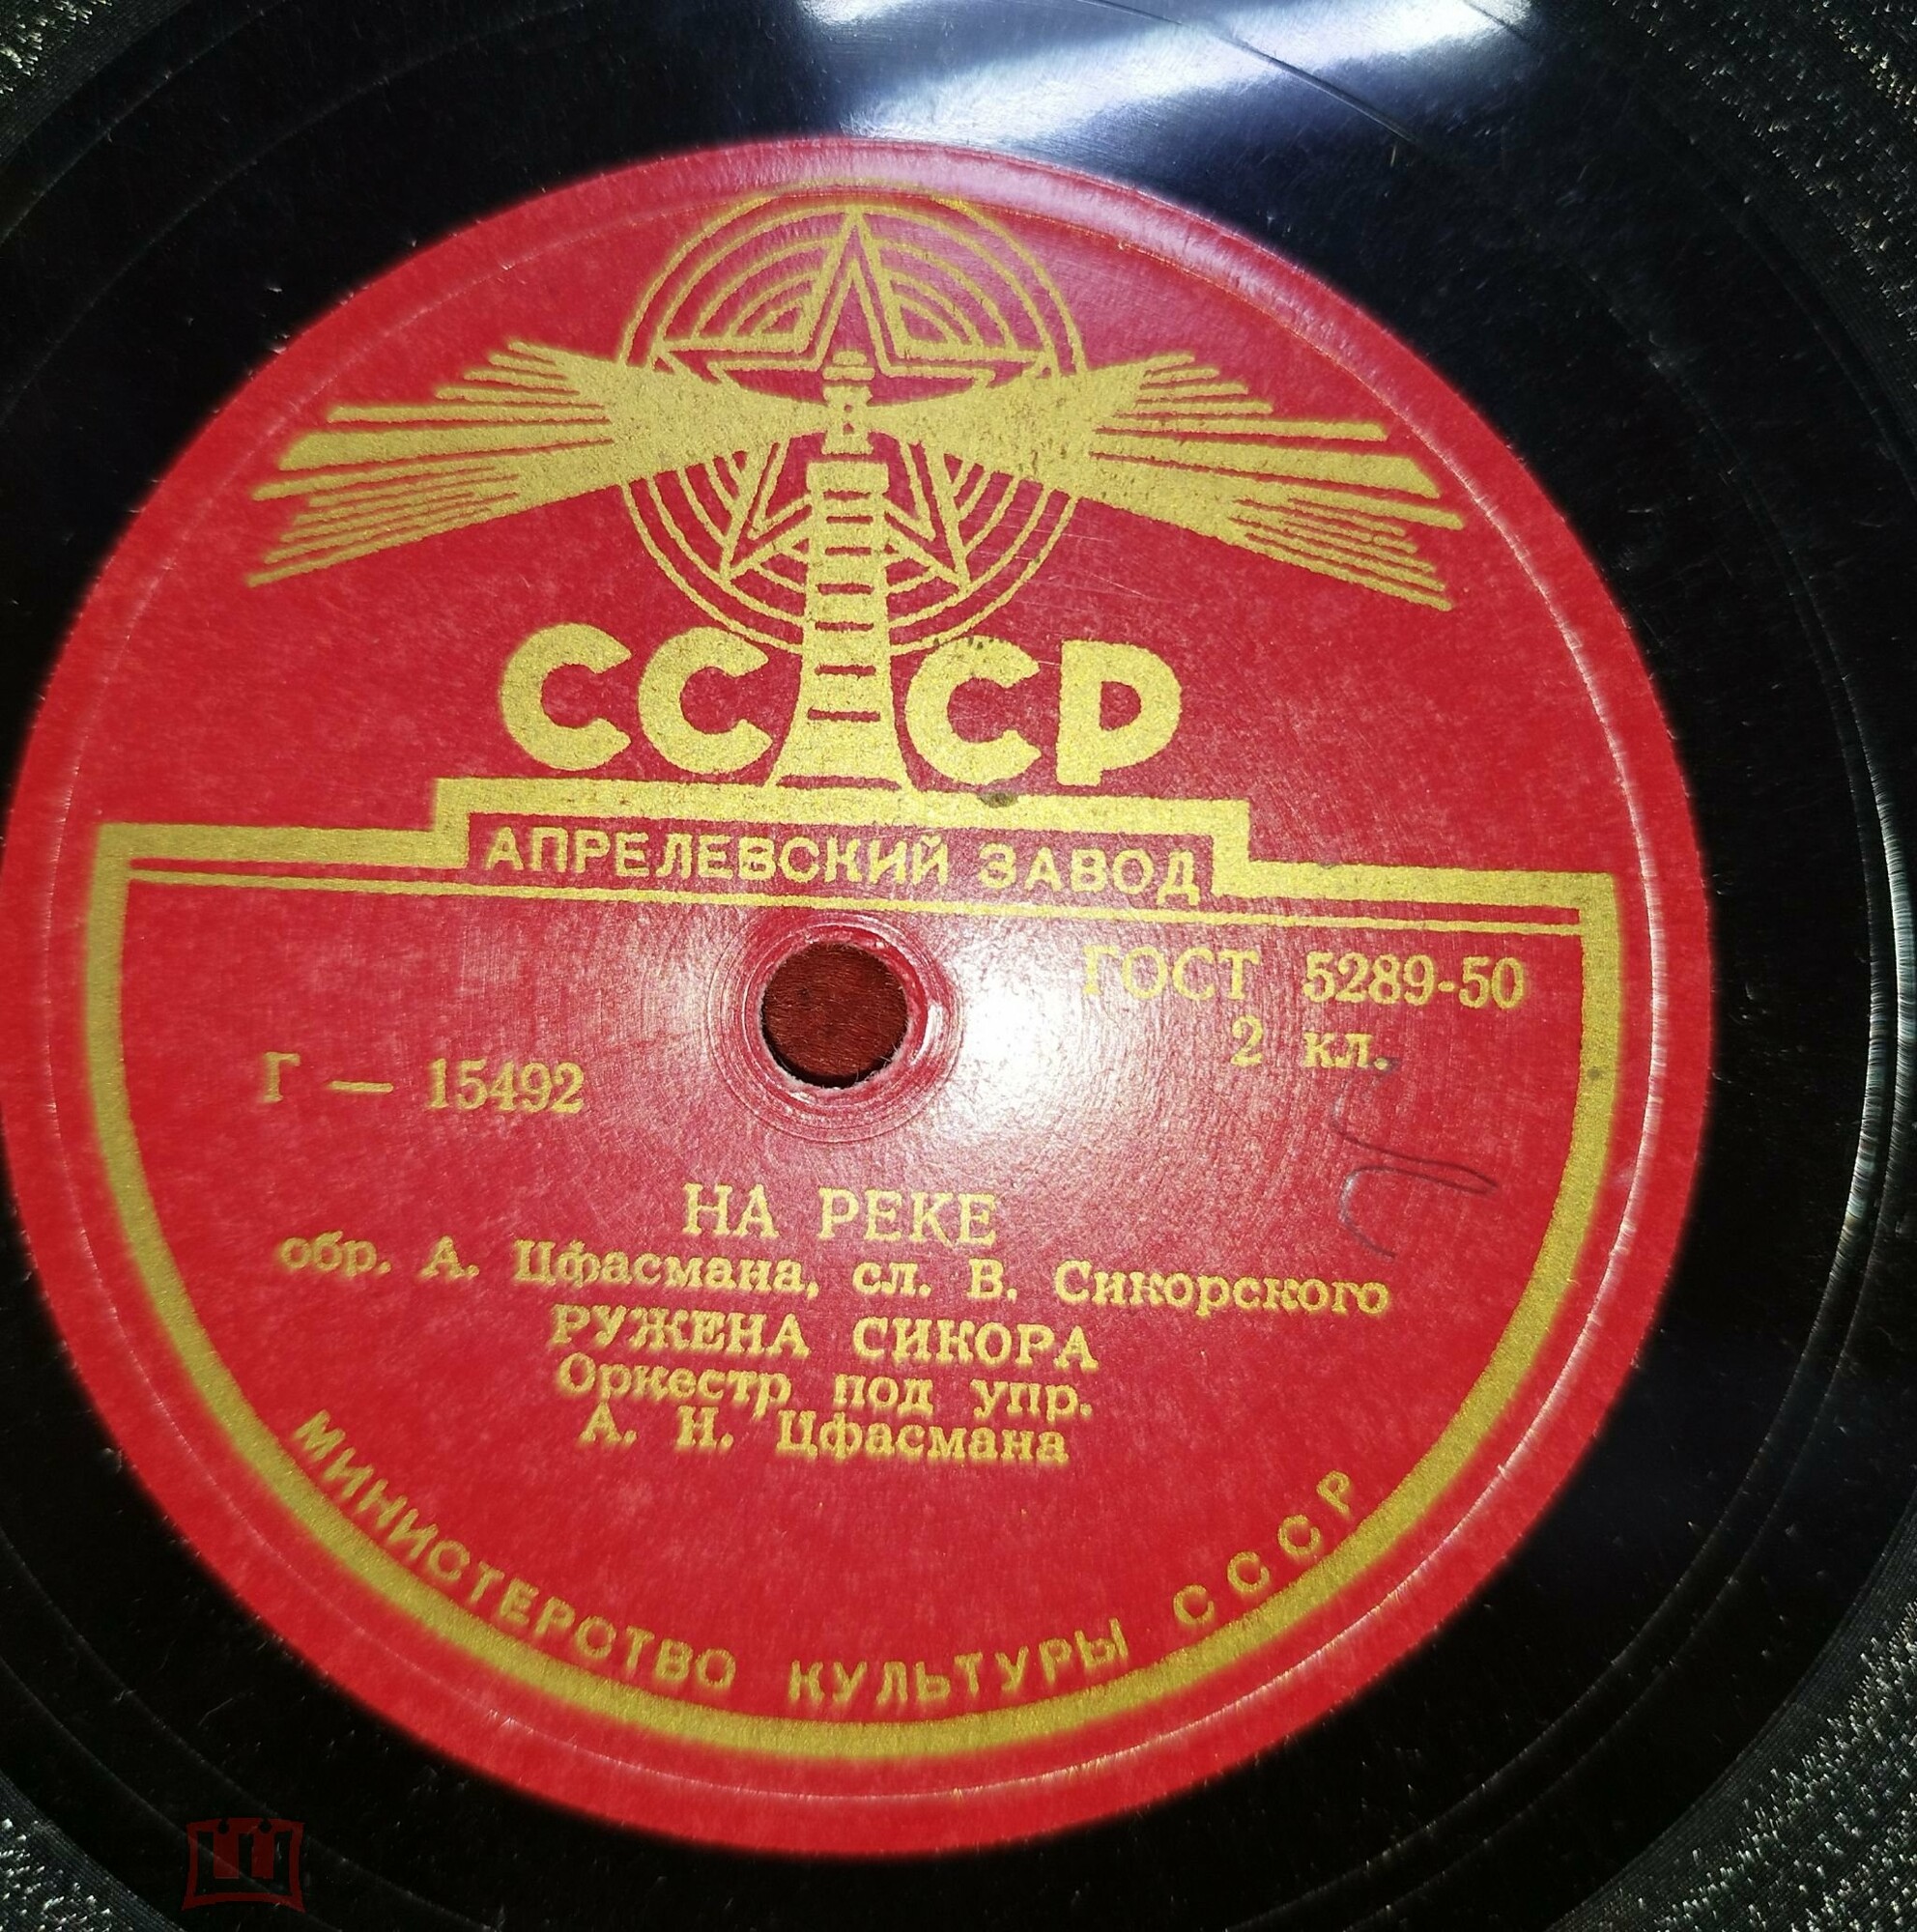 СССР
АПРЕЛЕВСКИЙ ЗАВОД
ГОСТ 5289-50
2 кл.
Г — 15492
НА РЕКЕ
обр. А. Цфасмана, сл. В. Сикорского
РУЖЕНА СИКОРА
Оркестр под упр.
А. Н. Цфасмана
МИНИСТЕРСТВО КУЛЬТУРЫ СССР